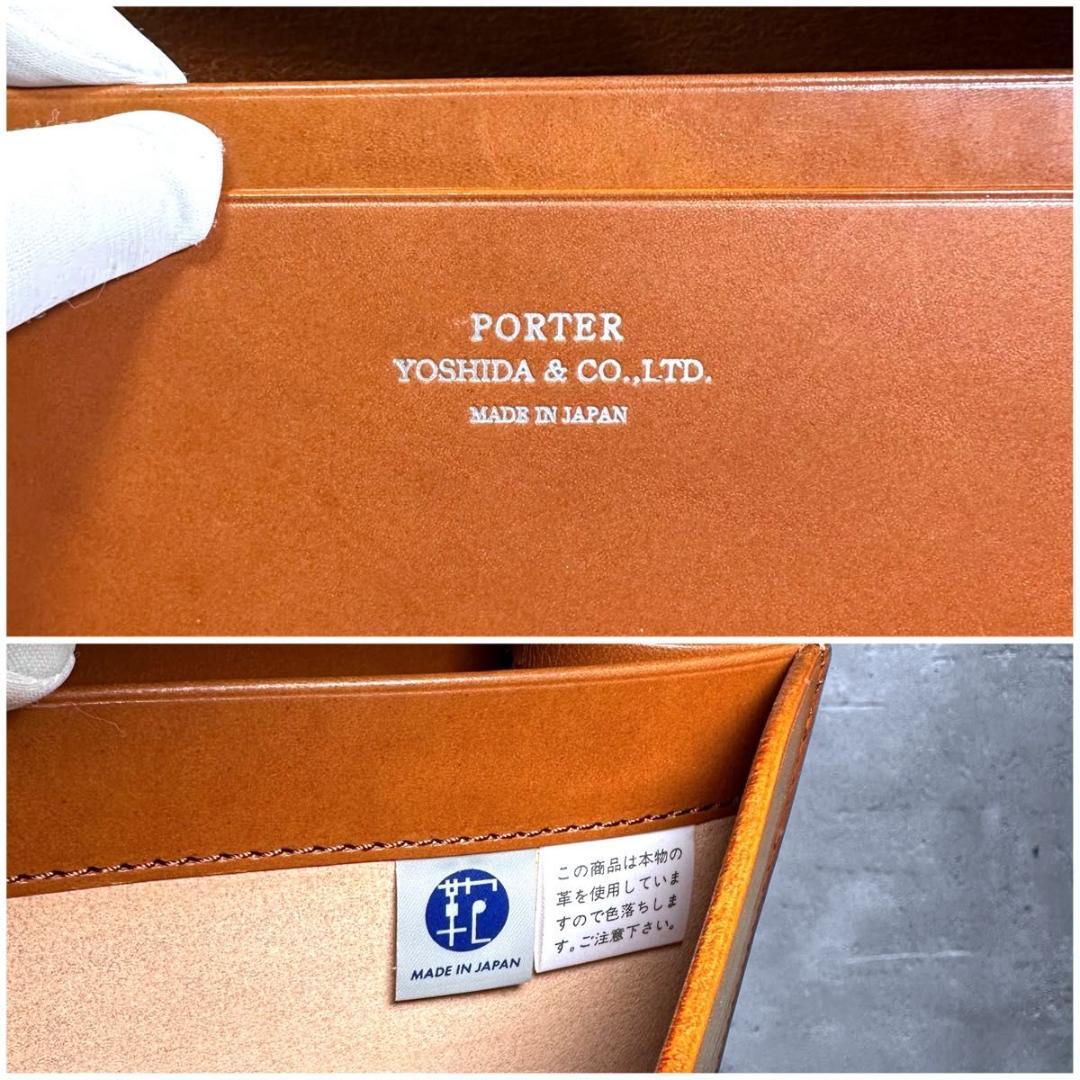 PORTER
YOSHIDA & CO.,LTD.
MADE IN JAPAN
MADE IN JAPAN
この商品は本物の
革を使用していま
すので色落ちしま
す。ご注意下さい。